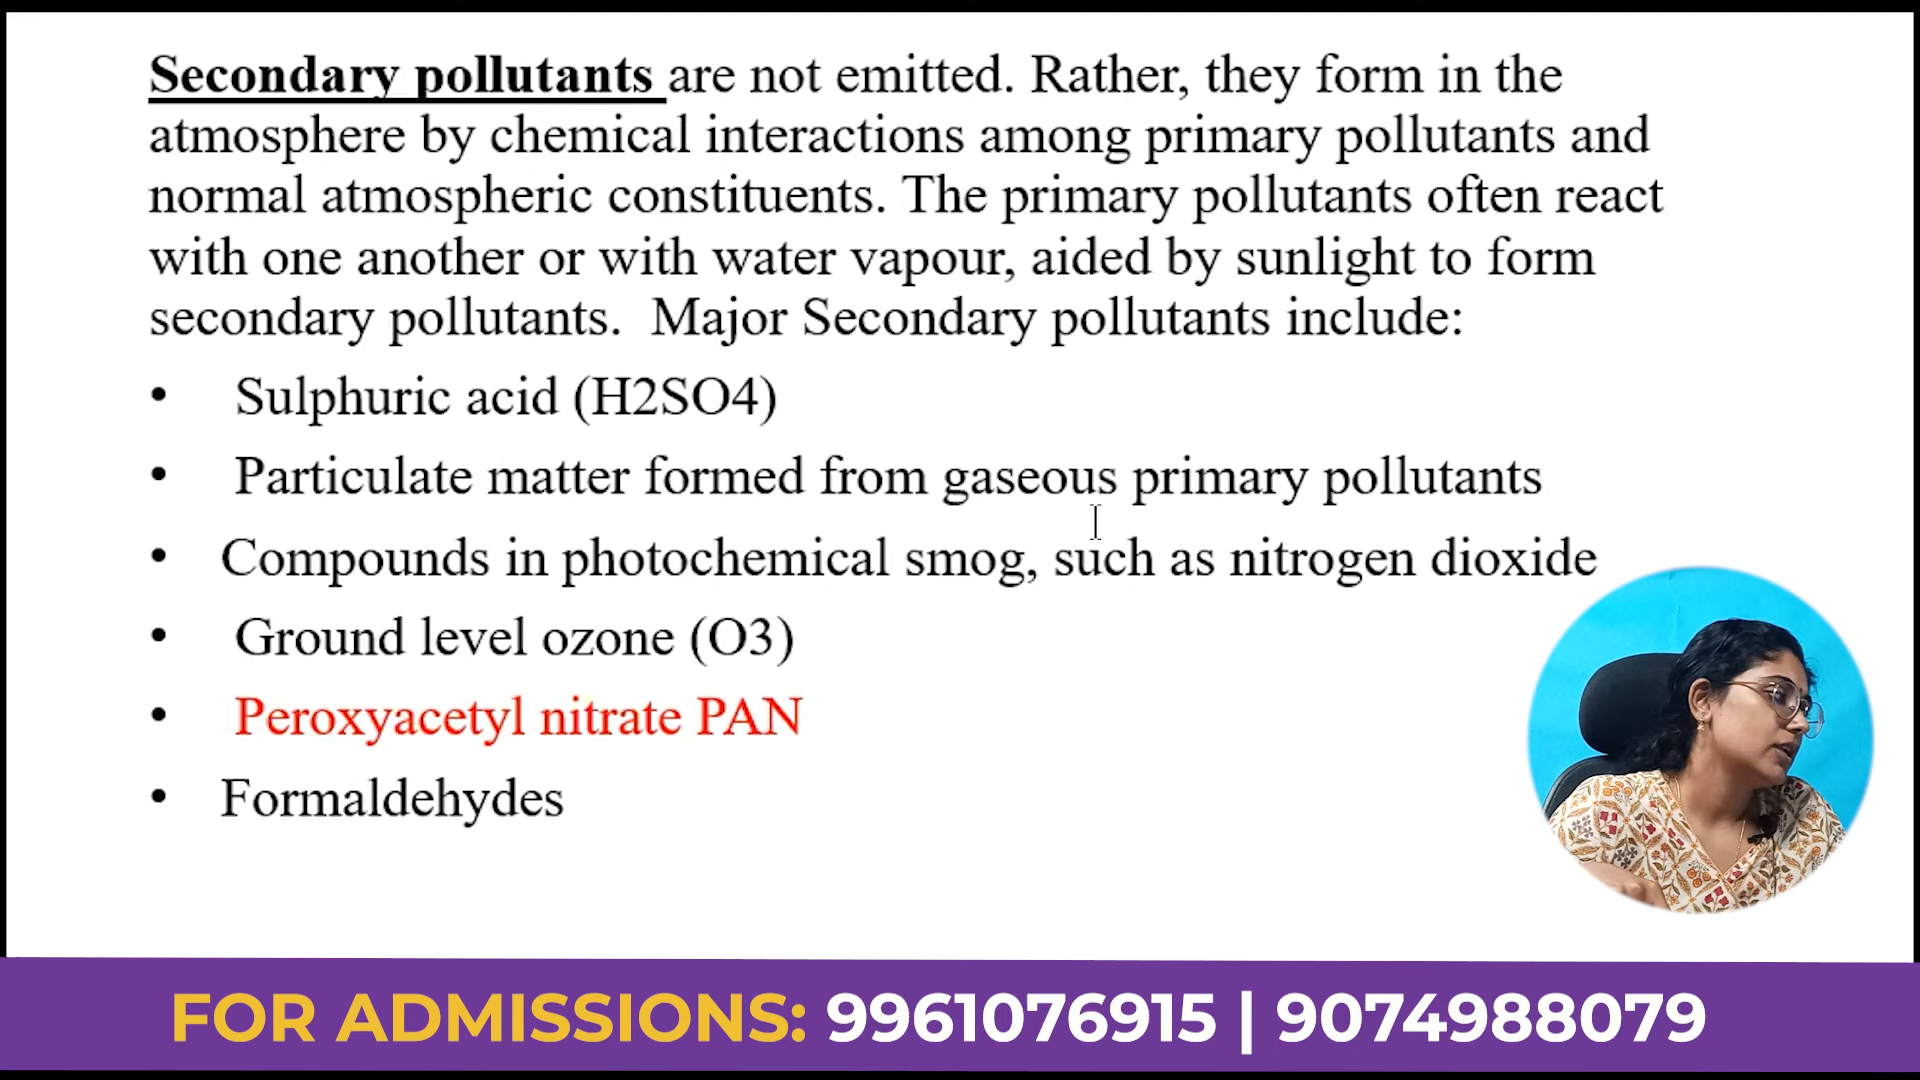 Secondary pollutants are not emitted. Rather, they form in the
atmosphere by chemical interactions among primary pollutants and
normal atmospheric constituents. The primary pollutants often react
with one another or with water vapour, aided by sunlight to form
secondary pollutants.  Major Secondary pollutants include:
• Sulphuric acid (H2SO4)
• Particulate matter formed from gaseous primary pollutants
• Compounds in photochemical smog, such as nitrogen dioxide
• Ground level ozone (O3)
• Peroxyacetyl nitrate PAN
• Formaldehydes
FOR ADMISSIONS: 9961076915 | 9074988079